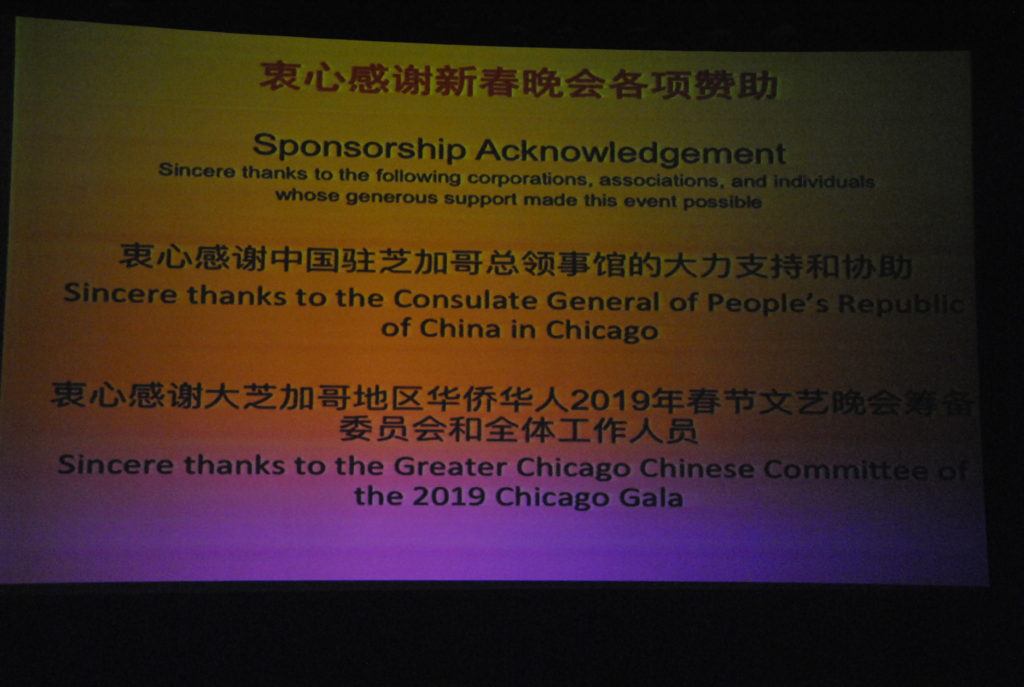 衷心感谢新春晚会各项赞助
Sponsorship Acknowledgement
Sincere thanks to the following corporations, associations, and individuals
whose generous support made this event possible
衷心感谢中国驻芝加哥总领事馆的大力支持和协助
Sincere thanks to the Consulate General of People's Republic
of China in Chicago
衷心感谢大芝加哥地区华侨华人2019年春节文艺晚会筹备
委员会和全体工作人员
Sincere thanks to the Greater Chicago Chinese Committee of
the 2019 Chicago Gala